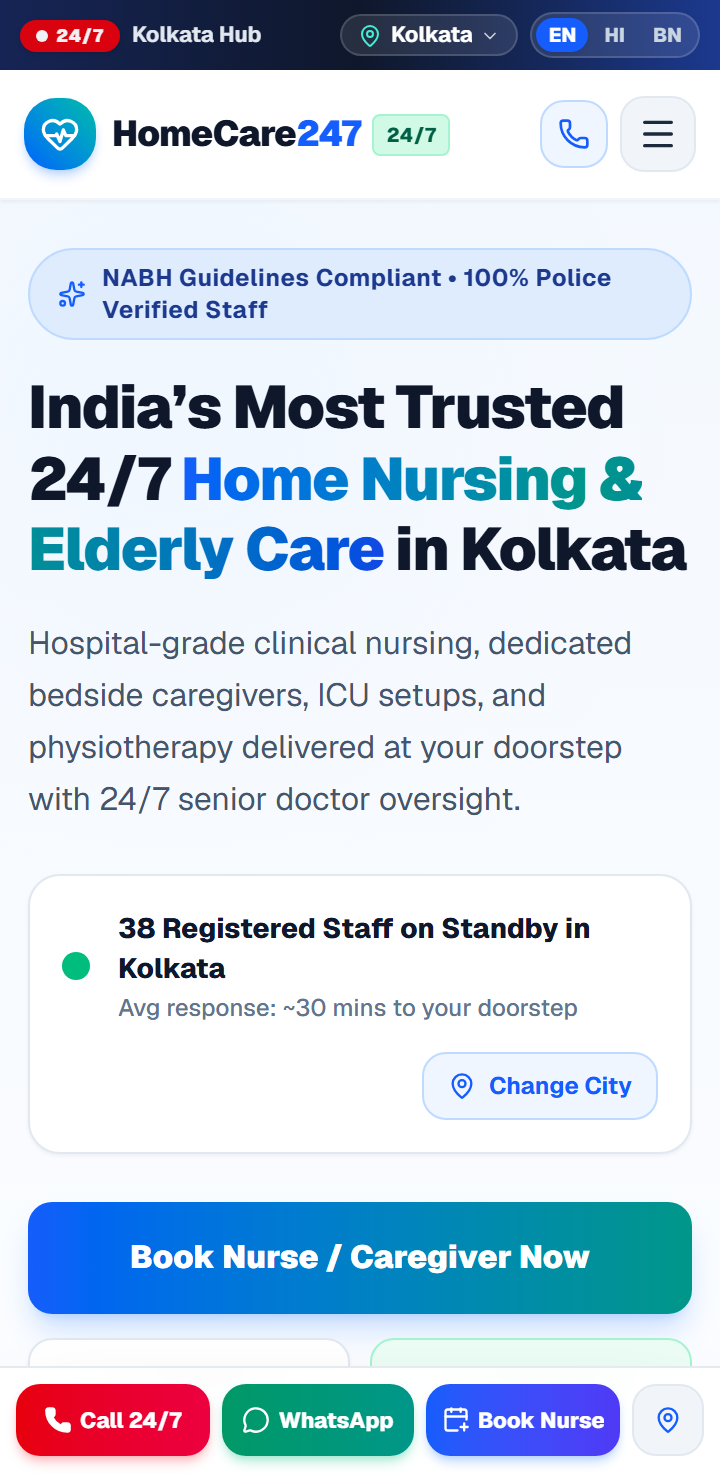 24/7 Kolkata Hub Kolkata EN HI BN
HomeCare247 24/7
NABH Guidelines Compliant • 100% Police
Verified Staff
India’s Most Trusted
24/7 Home Nursing &
Elderly Care in Kolkata
Hospital-grade clinical nursing, dedicated
bedside caregivers, ICU setups, and
physiotherapy delivered at your doorstep
with 24/7 senior doctor oversight.
38 Registered Staff on Standby in
Kolkata
Avg response: ~30 mins to your doorstep
Change City
Book Nurse / Caregiver Now
Call 24/7 WhatsApp Book Nurse